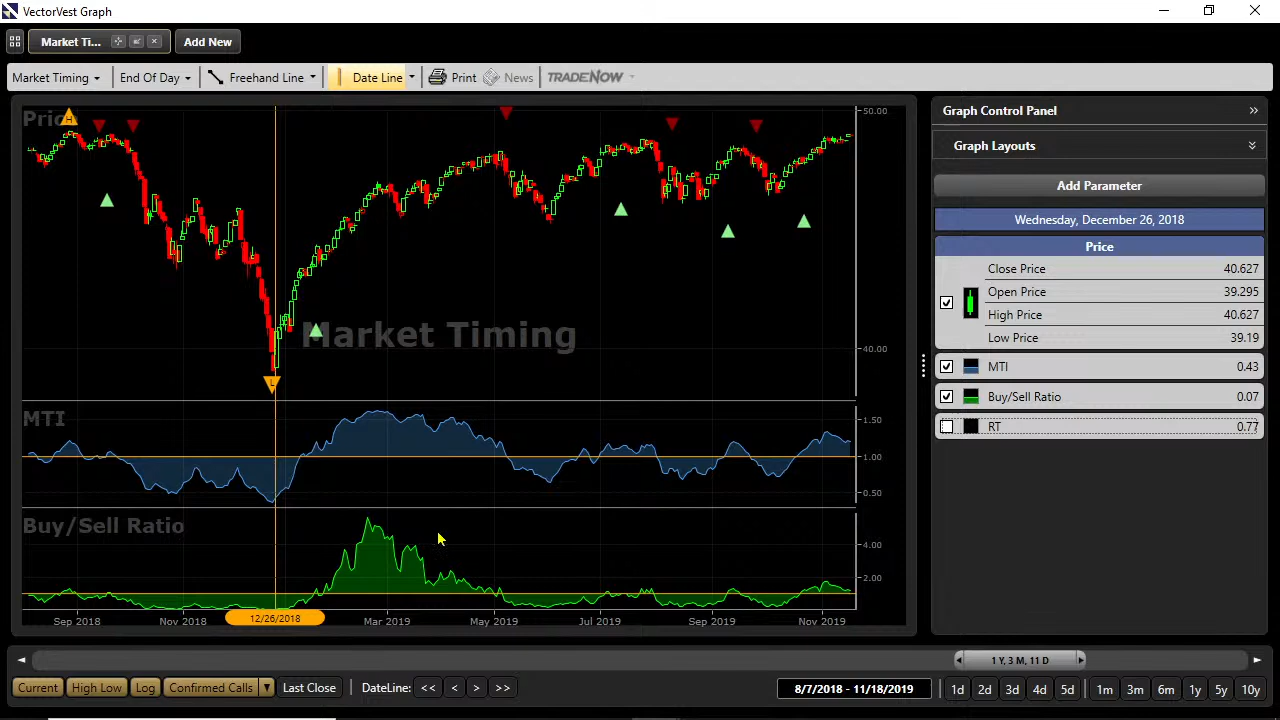 VectorVest Graph
Market Ti...
Add New
Market Timing
End Of Day
Freehand Line
Date Line
Print
News
TRADENOW
Price
H
50.00
40.00
L
Market Timing
MTI
1.50
1.00
0.50
Buy/Sell Ratio
4.00
2.00
Sep 2018
Nov 2018
12/26/2018
Mar 2019
May 2019
Jul 2019
Sep 2019
Nov 2019
Graph Control Panel
Graph Layouts
Add Parameter
Wednesday, December 26, 2018
Price
Close Price 40.627
Open Price 39.295
High Price 40.627
Low Price 39.19
MTI 0.43
Buy/Sell Ratio 0.07
RT 0.77
1 Y, 3 M, 11 D
Current
High Low
Log
Confirmed Calls
Last Close
DateLine:
<<
<
>
>>
8/7/2018 - 11/18/2019
1d
2d
3d
4d
5d
1m
3m
6m
1y
5y
10y